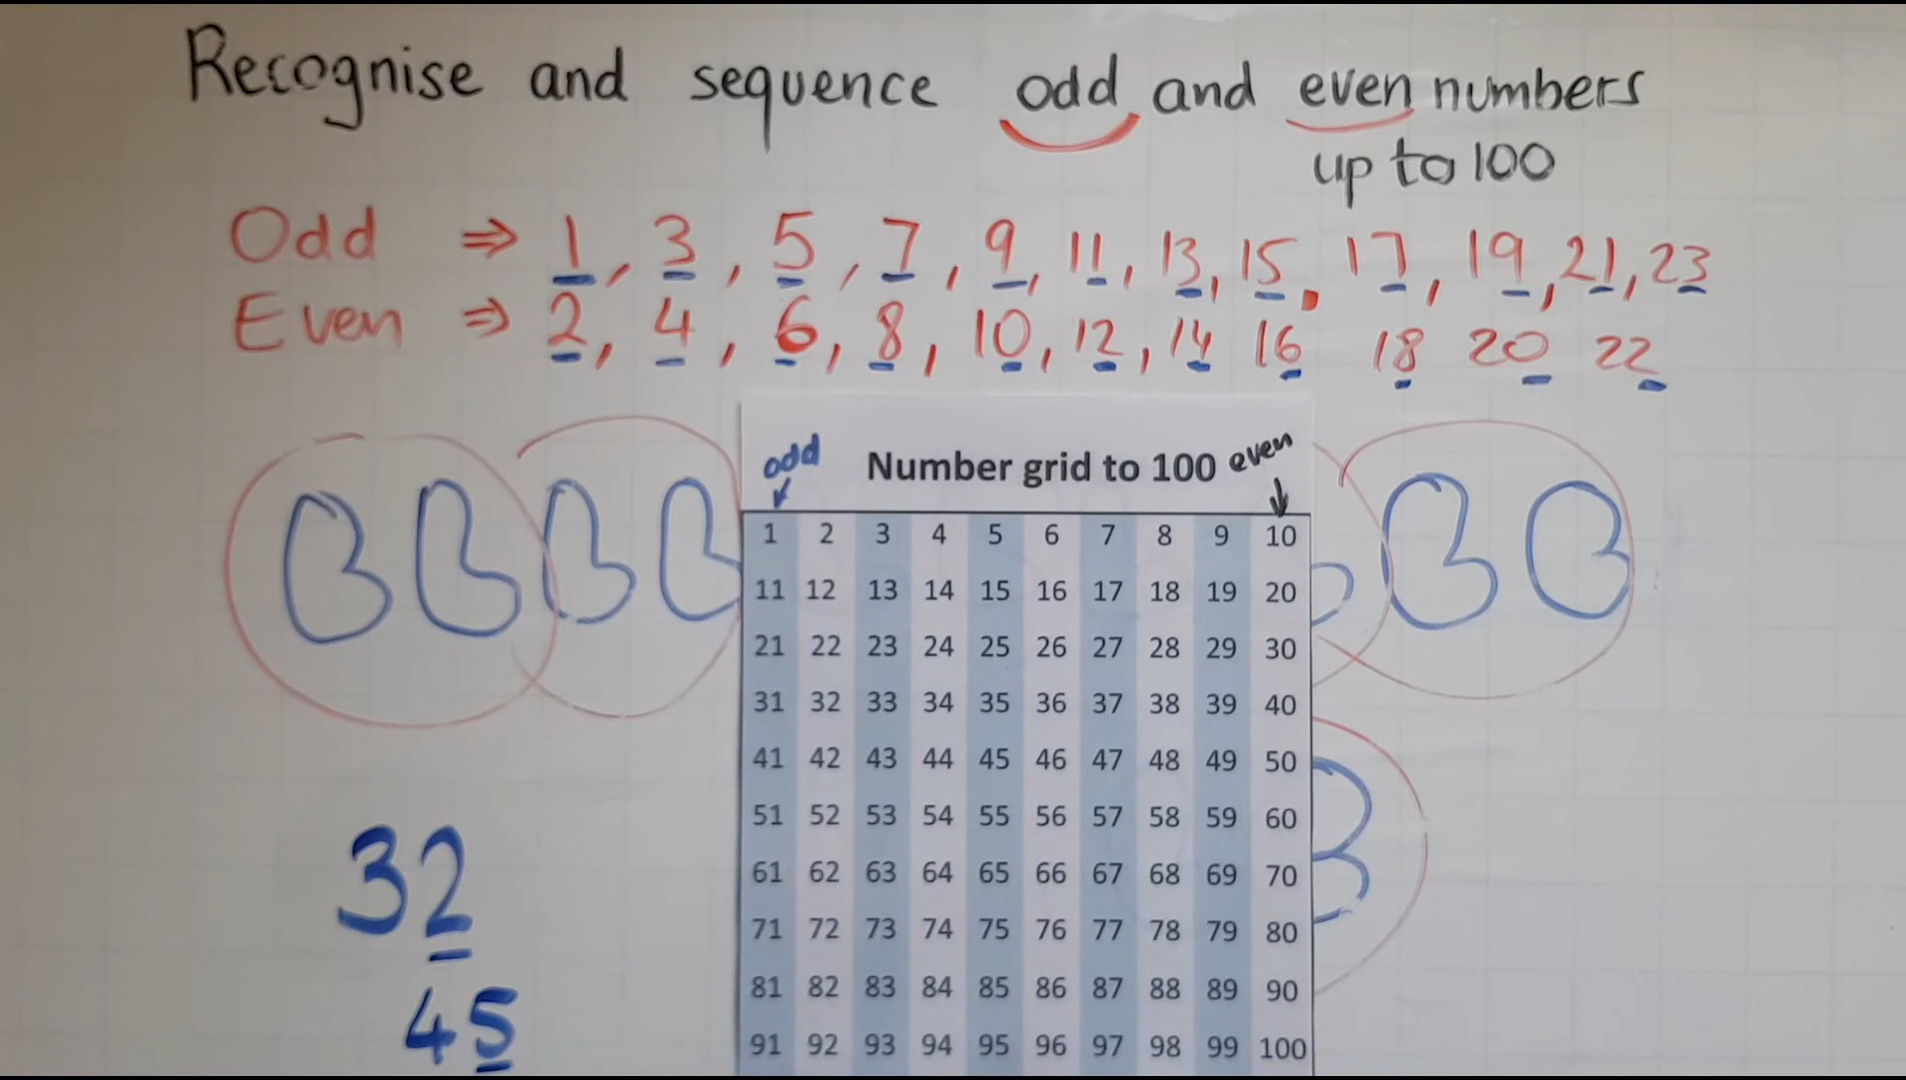 Recognise and sequence odd and even numbers
up to 100
Odd ⇒ 1, 3, 5, 7, 9, 11, 13, 15, 17, 19, 21, 23
Even ⇒ 2, 4, 6, 8, 10, 12, 14 16 18 20 22
odd Number grid to 100 even
1 2 3 4 5 6 7 8 9 10
11 12 13 14 15 16 17 18 19 20
21 22 23 24 25 26 27 28 29 30
31 32 33 34 35 36 37 38 39 40
41 42 43 44 45 46 47 48 49 50
51 52 53 54 55 56 57 58 59 60
61 62 63 64 65 66 67 68 69 70
71 72 73 74 75 76 77 78 79 80
81 82 83 84 85 86 87 88 89 90
91 92 93 94 95 96 97 98 99 100
32
45